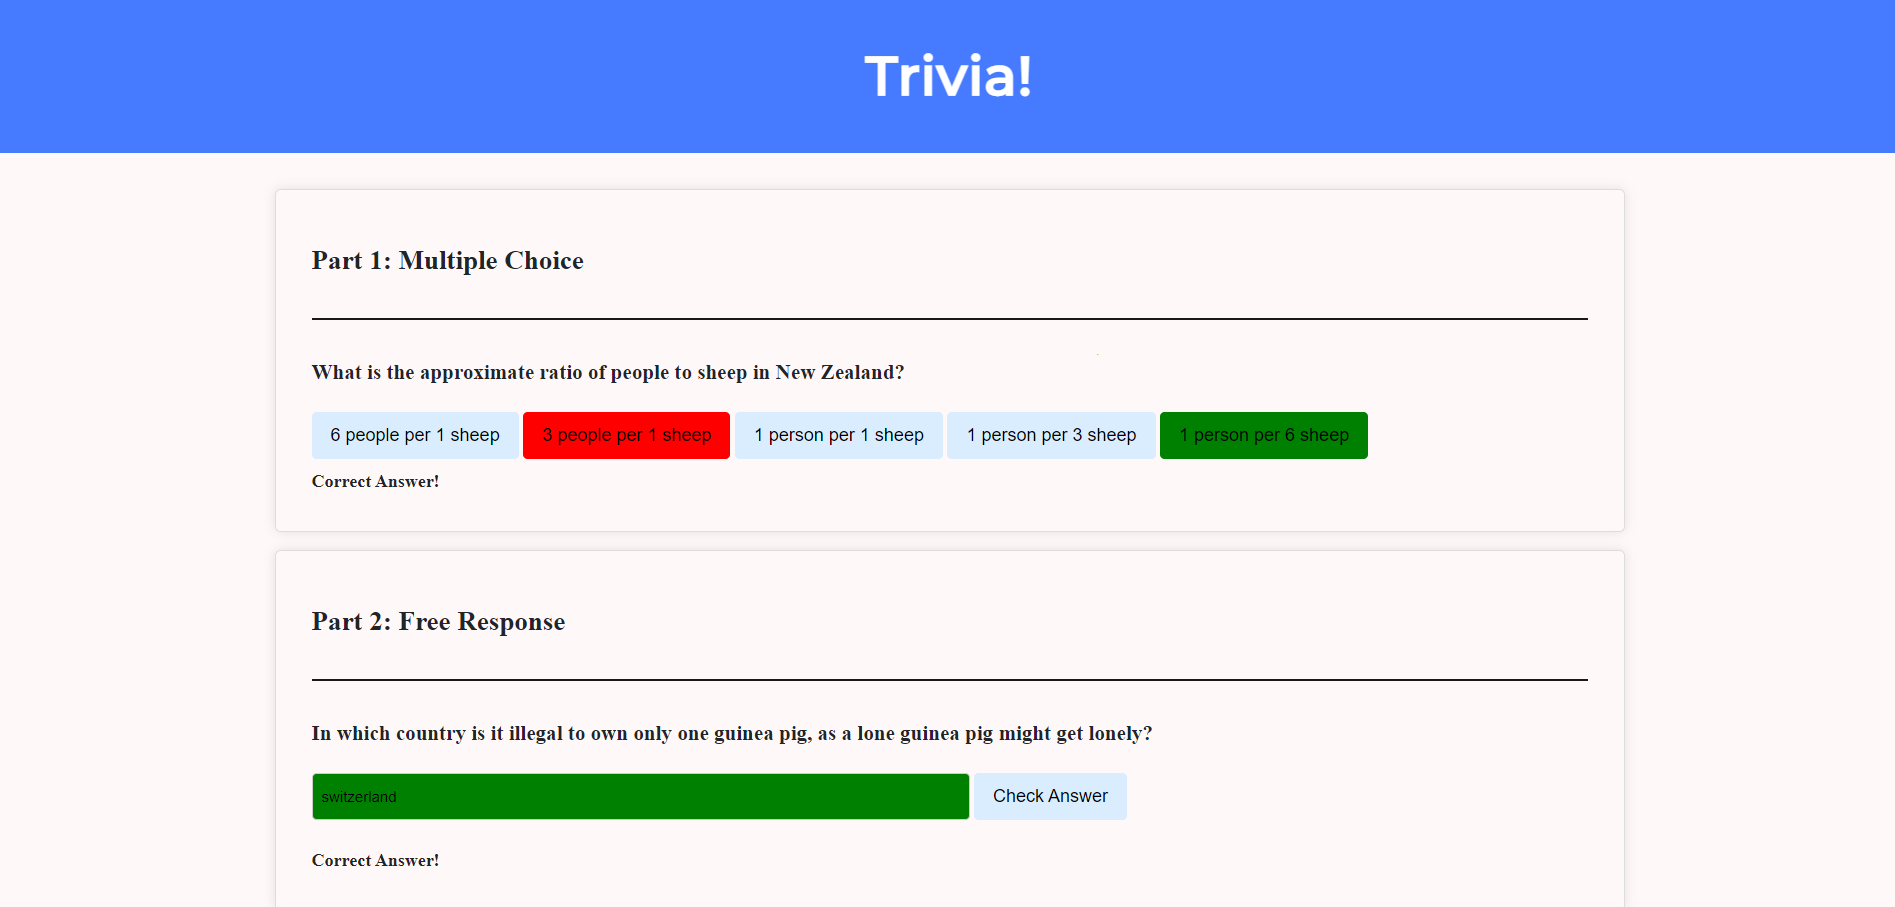 Trivia!
Part 1: Multiple Choice
What is the approximate ratio of people to sheep in New Zealand?
6 people per 1 sheep 3 people per 1 sheep 1 person per 1 sheep 1 person per 3 sheep 1 person per 6 sheep
Correct Answer!
Part 2: Free Response
In which country is it illegal to own only one guinea pig, as a lone guinea pig might get lonely?
switzerland Check Answer
Correct Answer!